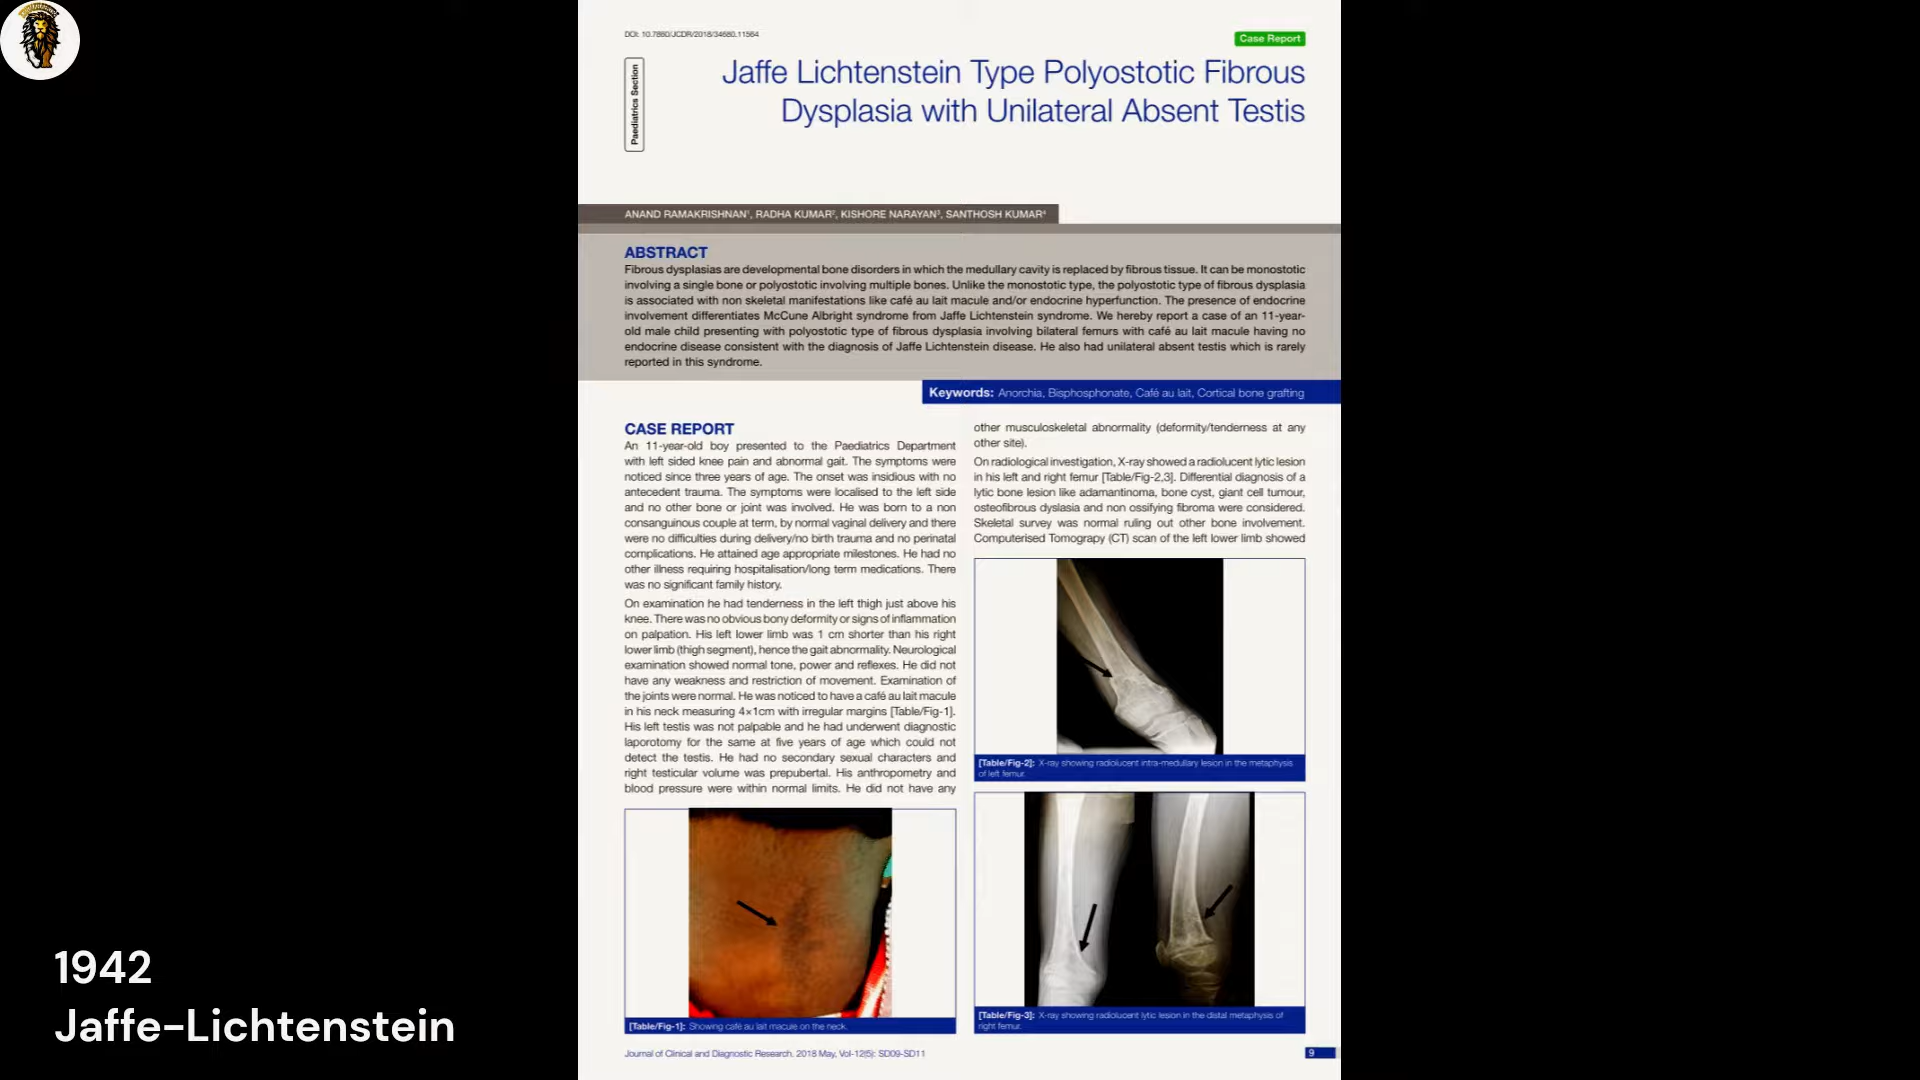 DOI: 10.7860/JCDR/2018/34680.11564
Case Report
Paediatrics Section
Jaffe Lichtenstein Type Polyostotic Fibrous
Dysplasia with Unilateral Absent Testis
ANAND RAMAKRISHNAN¹, RADHA KUMAR², KISHORE NARAYAN³, SANTHOSH KUMAR⁴
ABSTRACT
Fibrous dysplasias are developmental bone disorders in which the medullary cavity is replaced by fibrous tissue. It can be monostotic
involving a single bone or polyostotic involving multiple bones. Unlike the monostotic type, the polyostotic type of fibrous dysplasia
is associated with non skeletal manifestations like café au lait macule and/or endocrine hyperfunction. The presence of endocrine
involvement differentiates McCune Albright syndrome from Jaffe Lichtenstein syndrome. We hereby report a case of an 11-year-
old male child presenting with polyostotic type of fibrous dysplasia involving bilateral femurs with café au lait macule having no
endocrine disease consistent with the diagnosis of Jaffe Lichtenstein disease. He also had unilateral absent testis which is rarely
reported in this syndrome.
Keywords: Anorchia, Bisphosphonate, Café au lait, Cortical bone grafting
CASE REPORT
An 11-year-old boy presented to the Paediatrics Department
with left sided knee pain and abnormal gait. The symptoms were
noticed since three years of age. The onset was insidious with no
antecedent trauma. The symptoms were localised to the left side
and no other bone or joint was involved. He was born to a non
consanguinous couple at term, by normal vaginal delivery and there
were no difficulties during delivery/no birth trauma and no perinatal
complications. He attained age appropriate milestones. He had no
other illness requiring hospitalisation/long term medications. There
was no significant family history.
On examination he had tenderness in the left thigh just above his
knee. There was no obvious bony deformity or signs of inflammation
on palpation. His left lower limb was 1 cm shorter than his right
lower limb (thigh segment), hence the gait abnormality. Neurological
examination showed normal tone, power and reflexes. He did not
have any weakness and restriction of movement. Examination of
the joints were normal. He was noticed to have a café au lait macule
in his neck measuring 4×1cm with irregular margins [Table/Fig-1].
His left testis was not palpable and he had underwent diagnostic
laporotomy for the same at five years of age which could not
detect the testis. He had no secondary sexual characters and
right testicular volume was prepubertal. His anthropometry and
blood pressure were within normal limits. He did not have any
[Table/Fig-1]: Showing café au lait macule on the neck.
other musculoskeletal abnormality (deformity/tenderness at any
other site).
On radiological investigation, X-ray showed a radiolucent lytic lesion
in his left and right femur [Table/Fig-2,3]. Differential diagnosis of a
lytic bone lesion like adamantinoma, bone cyst, giant cell tumour,
osteofibrous dyslasia and non ossifying fibroma were considered.
Skeletal survey was normal ruling out other bone involvement.
Computerised Tomograpy (CT) scan of the left lower limb showed
[Table/Fig-2]: X-ray showing radiolucent intra-medullary lesion in the metaphysis
of left femur.
[Table/Fig-3]: X-ray showing radiolucent lytic lesion in the distal metaphysis of
right femur.
Journal of Clinical and Diagnostic Research. 2018 May, Vol-12(5): SD09-SD11
9
1942
Jaffe-Lichtenstein